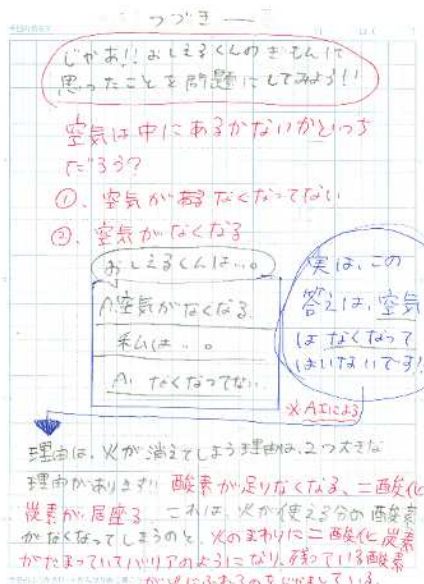 つづき ―
じゃあ!! おしえるくんのぎもんに
思ったことを問題にしてみよう!!
空気は中にあるかないかどっち
だろう?
①. 空気が なくなってない
②. 空気がなくなる
おしえるくんは…。
A.空気がなくなる
私は…。
A. なくなってない
実は、この
答えは、空気
はなくなって
はいないです!
※AIによる
理由は、火が消えてしまう理由は、2つ大きな
理由があります!! 酸素が足りなくなる、二酸化
炭素が居座る これは、火が使える分の酸素
がなくなってしまうのと、火のまわりに二酸化炭素
がたまっていてバリアのようになり、残っている酸素
が火にふれるのをじゃましている